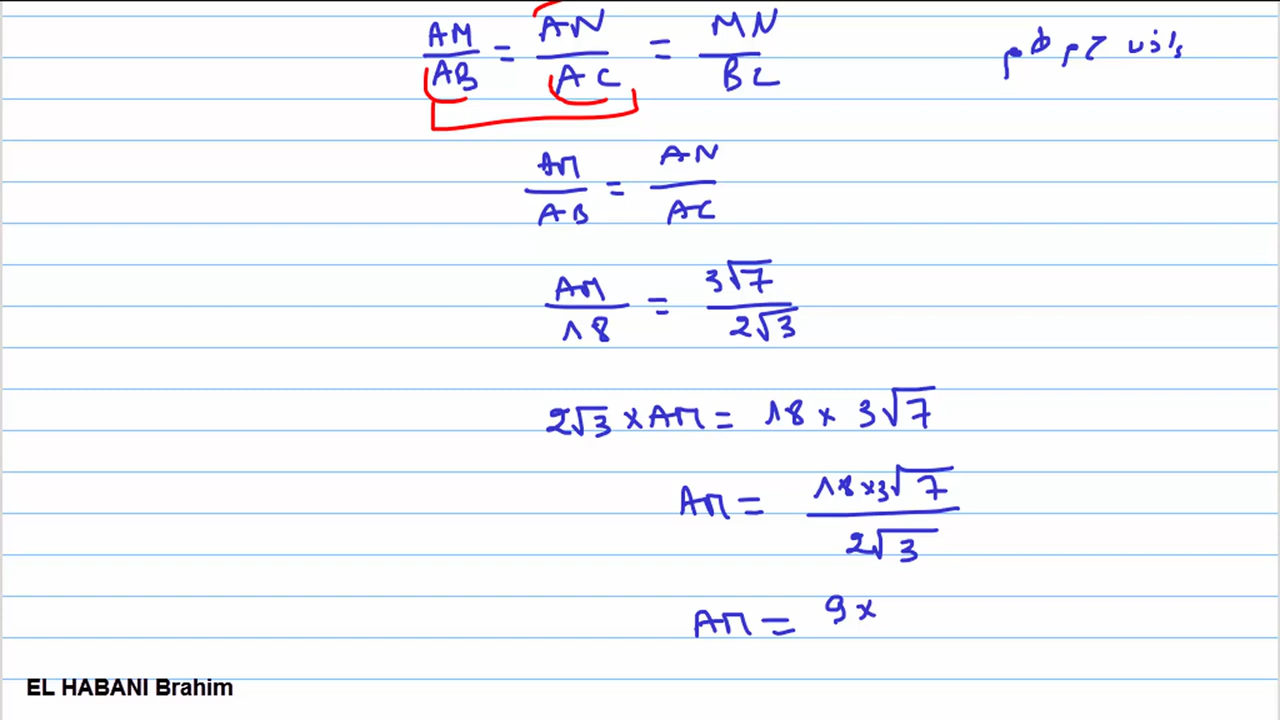 AM/AB = AN/AC = MN/BC
AM/AB = AN/AC
AM/18 = 3√7/2√3
2√3 × AM = 18 × 3√7
AM = 18×3√7/2√3
AM = 9×
EL HABANI Brahim